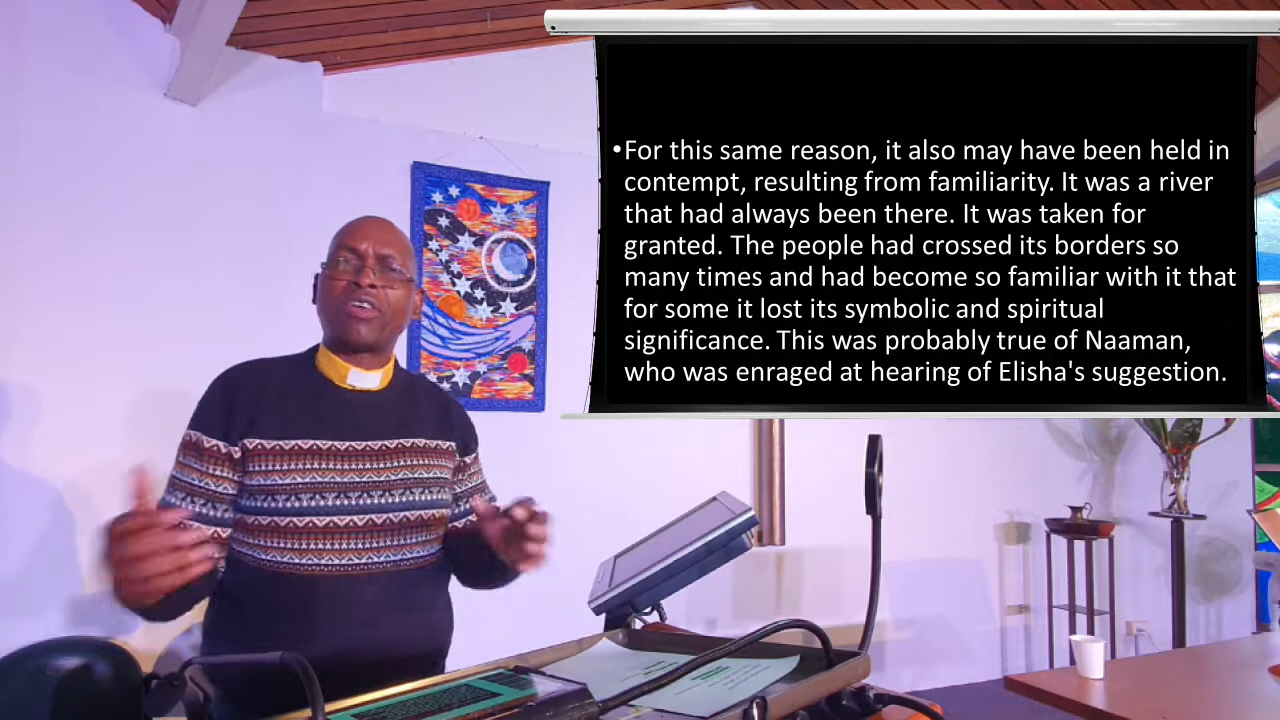 •For this same reason, it also may have been held in
contempt, resulting from familiarity. It was a river
that had always been there. It was taken for
granted. The people had crossed its borders so
many times and had become so familiar with it that
for some it lost its symbolic and spiritual
significance. This was probably true of Naaman,
who was enraged at hearing of Elisha's suggestion.